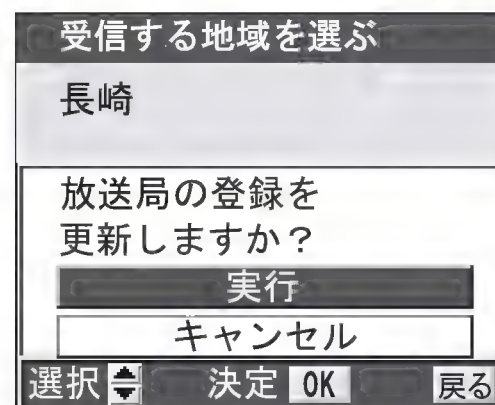 受信する地域を選ぶ
長崎
放送局の登録を
更新しますか？
実行
キャンセル
選択 決定 OK 戻る